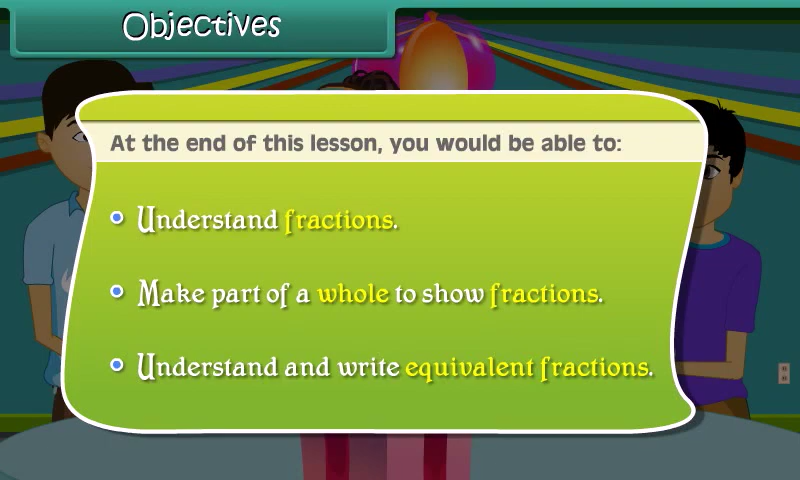 Objectives
At the end of this lesson, you would be able to:
Understand fractions.
Make part of a whole to show fractions.
Understand and write equivalent fractions.